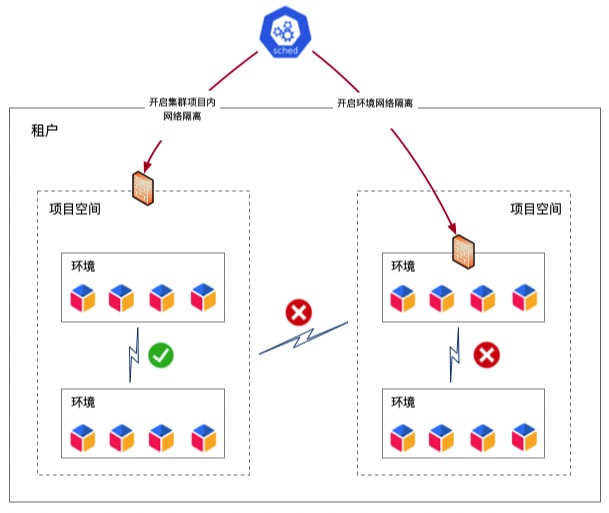 sched
开启集群项目内
网络隔离
开启环境网络隔离
租户
项目空间
项目空间
环境
环境
环境
环境